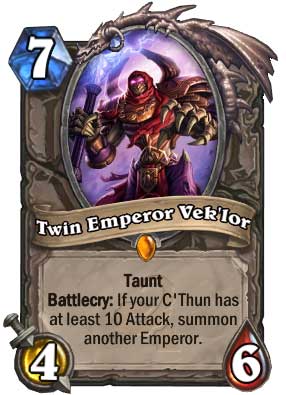 7
Twin Emperor Vek'lor
Taunt
Battlecry: If your C'Thun has
at least 10 Attack, summon
another Emperor.
4
6